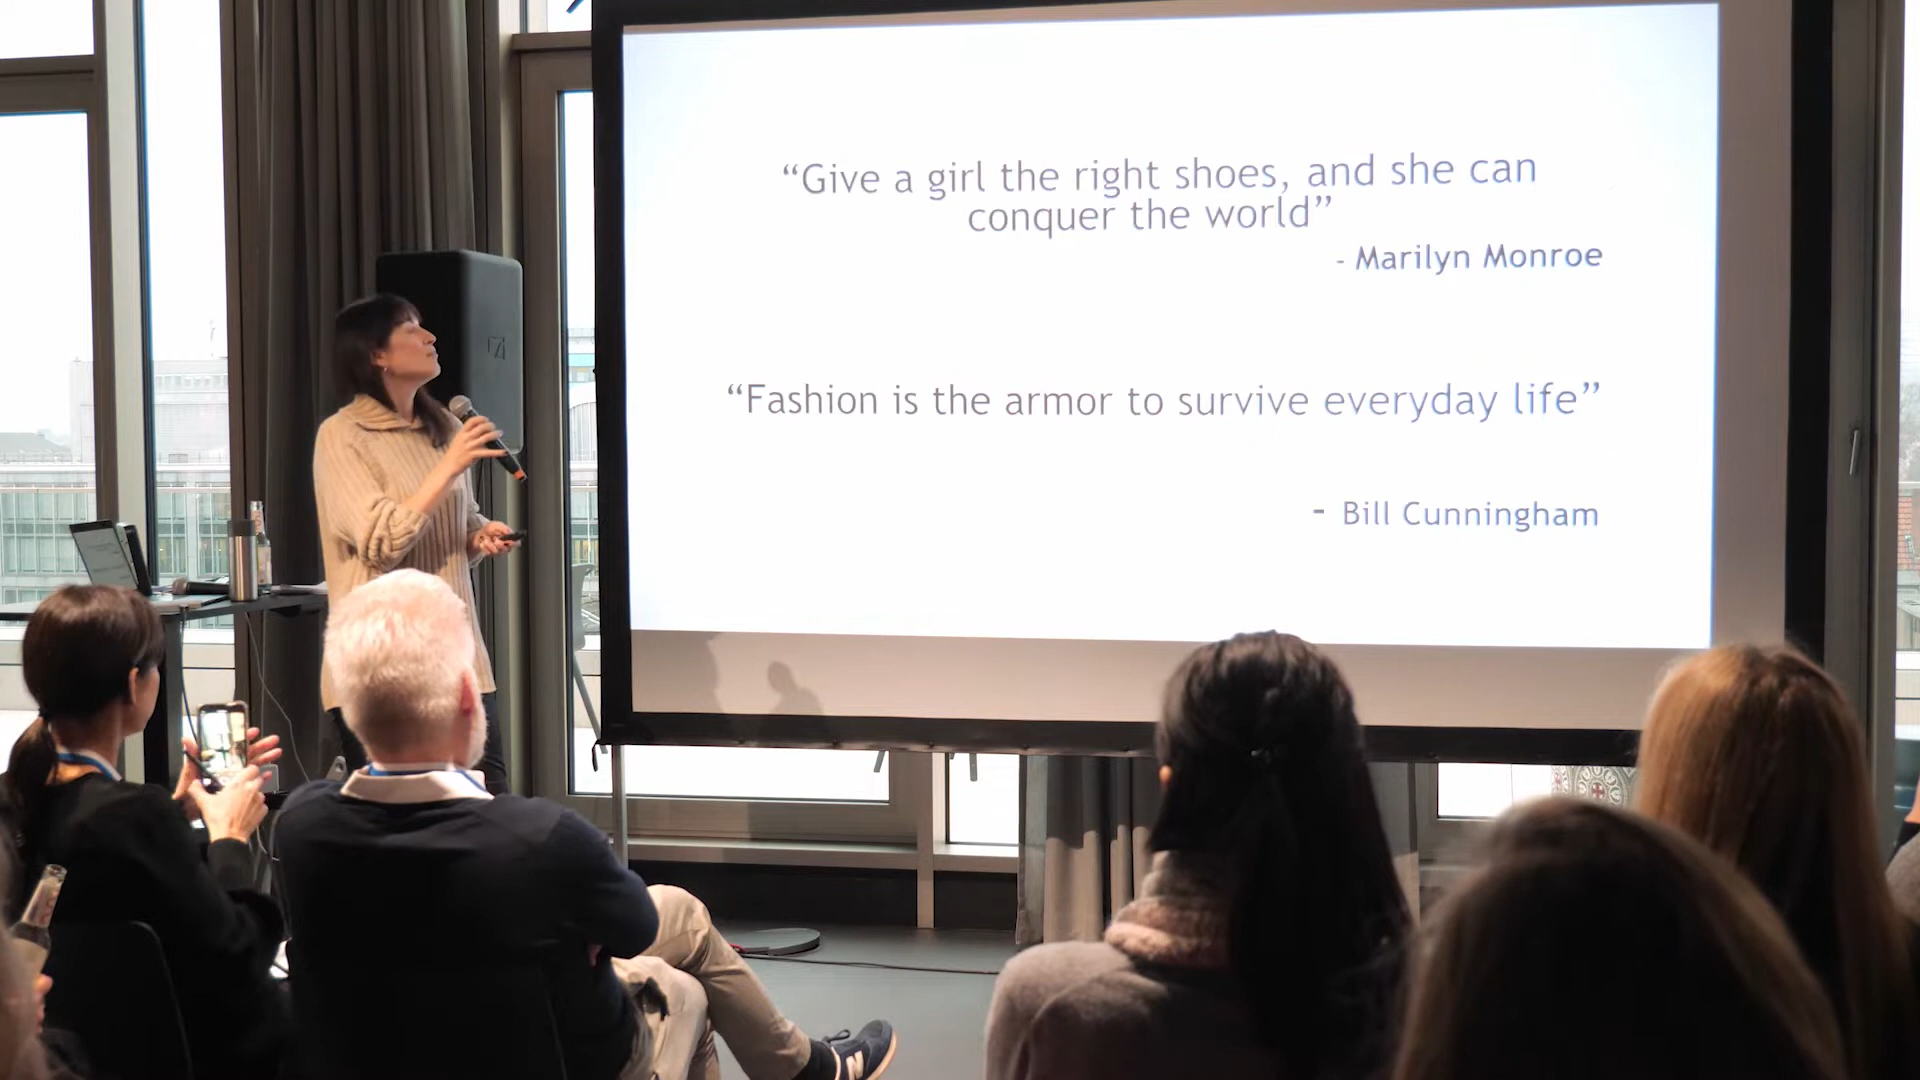 “Give a girl the right shoes, and she can
conquer the world”
- Marilyn Monroe
“Fashion is the armor to survive everyday life”
- Bill Cunningham